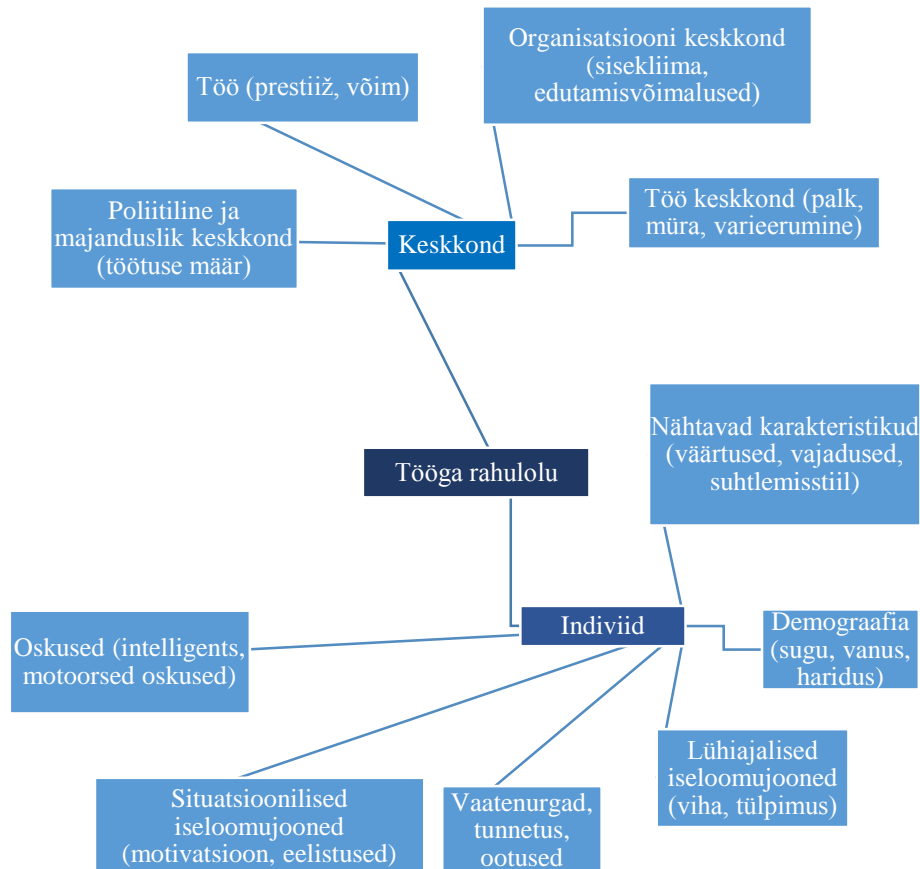 Organisatsiooni keskkond
(sisekliima,
edutamisvõimalused)
Töö (prestiiž, võim)
Töö keskkond (palk,
müra, varieerumine)
Poliitiline ja
majanduslik keskkond
(töötuse määr)
Keskkond
Nähtavad karakteristikud
(väärtused, vajadused,
suhtlemisstiil)
Tööga rahulolu
Indiviid
Demograafia
(sugu, vanus,
haridus)
Oskused (intelligents,
motoorsed oskused)
Lühiajalised
iseloomujooned
(viha, tülpimus)
Situatsioonilised
iseloomujooned
(motivatsioon, eelistused)
Vaatenurgad,
tunnetus,
ootused